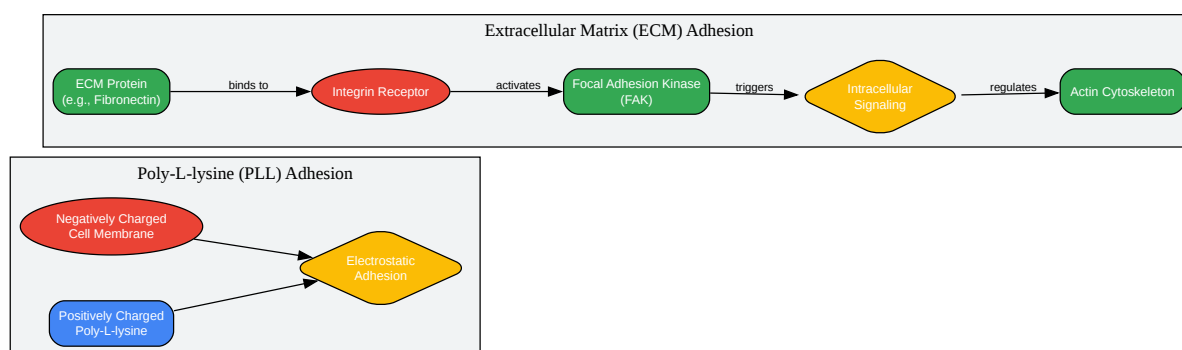 Extracellular Matrix (ECM) Adhesion
ECM Protein
(e.g., Fibronectin)
binds to
Integrin Receptor
activates
Focal Adhesion Kinase
(FAK)
triggers
Intracellular
Signaling
regulates
Actin Cytoskeleton
Poly-L-lysine (PLL) Adhesion
Negatively Charged
Cell Membrane
Electrostatic
Adhesion
Positively Charged
Poly-L-lysine